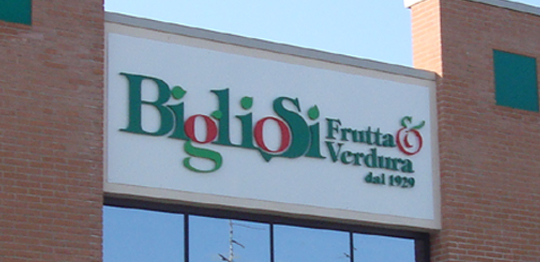 BiglioSi Frutta &
Verdura
dal 1929